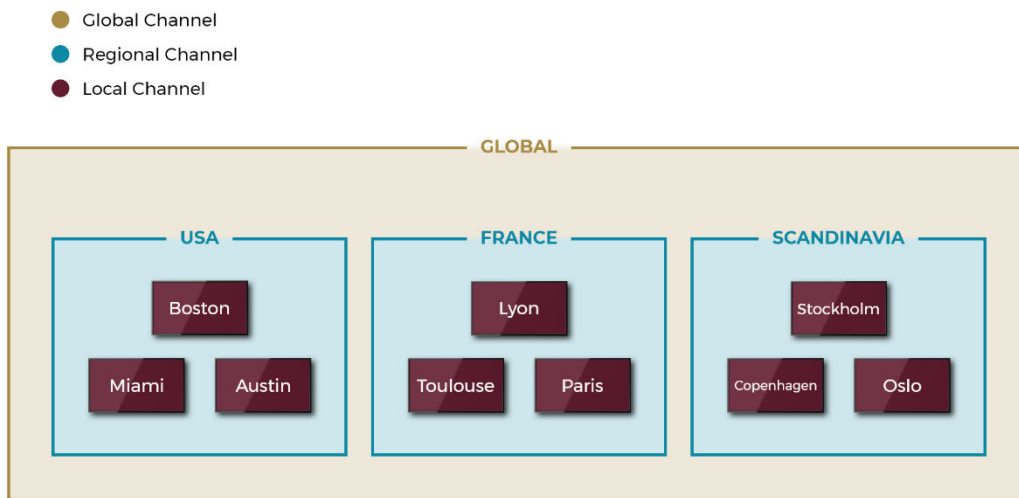 Global Channel
Regional Channel
Local Channel
GLOBAL
USA
FRANCE
SCANDINAVIA
Boston
Lyon
Stockholm
Miami
Austin
Toulouse
Paris
Copenhagen
Oslo